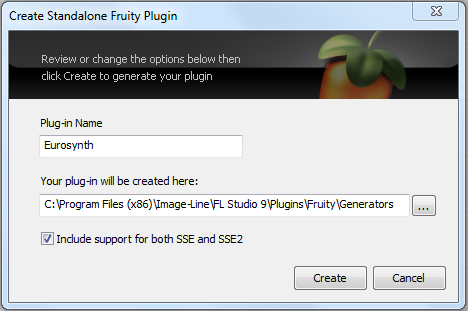 Create Standalone Fruity Plugin
Review or change the options below then
click Create to generate your plugin
Plug-in Name
Eurosynth
Your plug-in will be created here:
C:\Program Files (x86)\Image-Line\FL Studio 9\Plugins\Fruity\Generators
...
Include support for both SSE and SSE2
Create Cancel